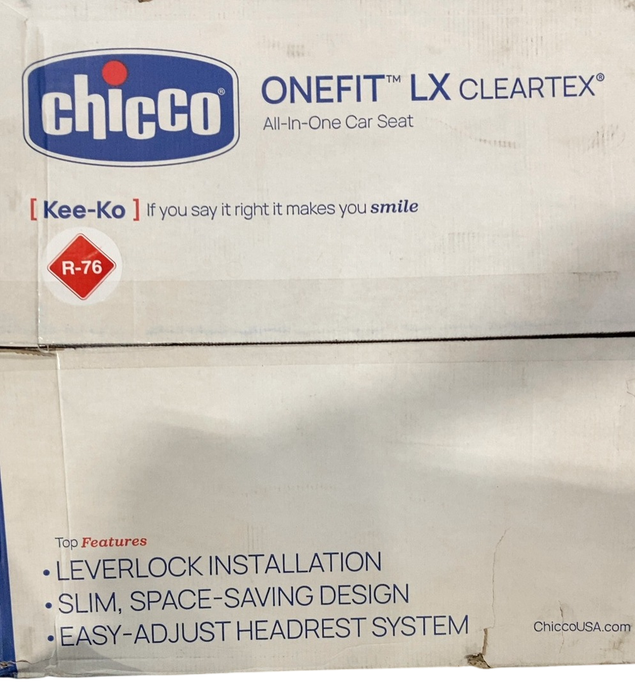 chicco®
ONEFIT™ LX CLEARTEX®
All-In-One Car Seat
[ Kee-Ko ] If you say it right it makes you smile
R-76
Top Features
• LEVERLOCK INSTALLATION
• SLIM, SPACE-SAVING DESIGN
• EASY-ADJUST HEADREST SYSTEM
ChiccoUSA.com